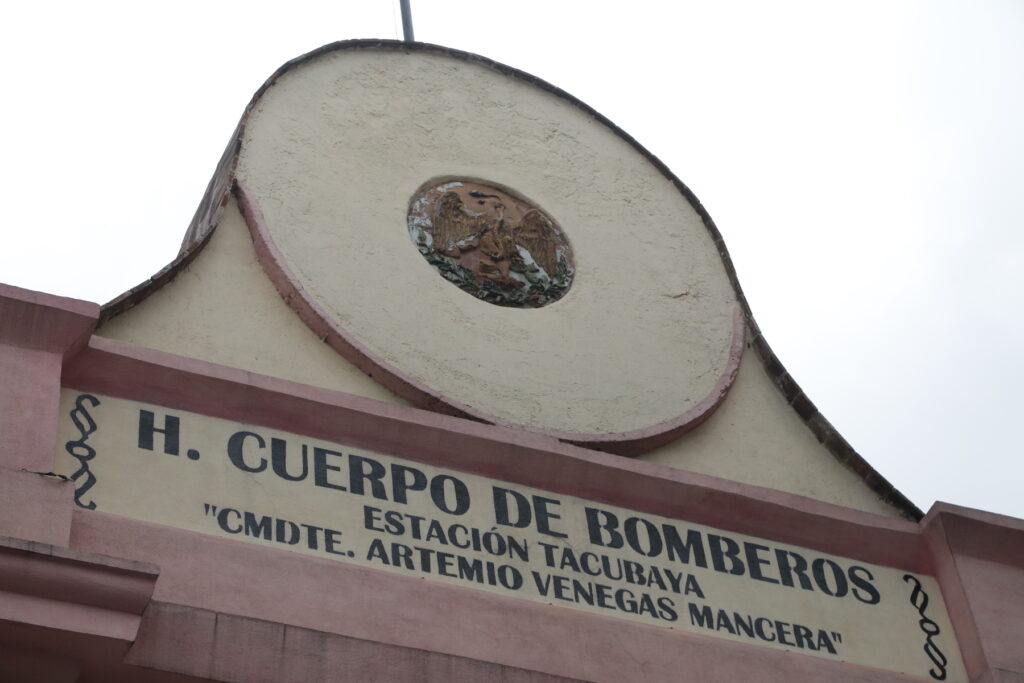 H. CUERPO DE BOMBEROS
ESTACIÓN TACUBAYA
"CMDTE. ARTEMIO VENEGAS MANCERA"